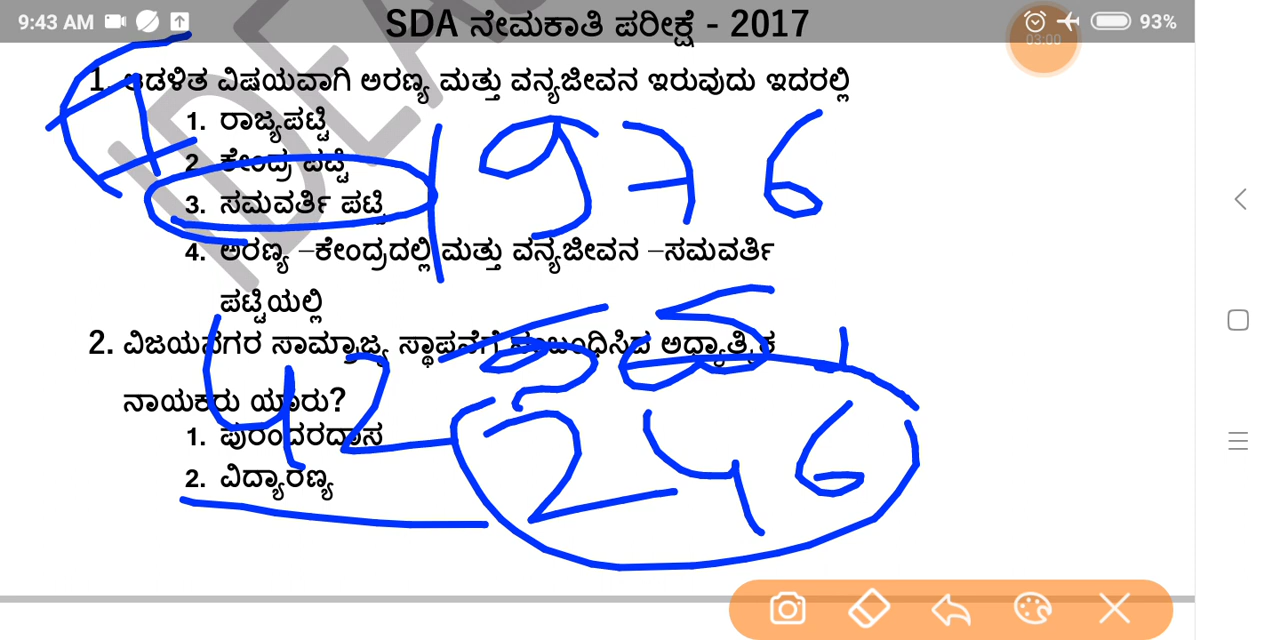 9:43 AM 93%
SDA ನೇಮಕಾತಿ ಪರೀಕ್ಷೆ - 2017
03:00
1. ಆಡಳಿತ ವಿಷಯವಾಗಿ ಅರಣ್ಯ ಮತ್ತು ವನ್ಯಜೀವನ ಇರುವುದು ಇದರಲ್ಲಿ
1. ರಾಜ್ಯಪಟ್ಟಿ
2. ಕೇಂದ್ರ ಪಟ್ಟಿ
3. ಸಮವರ್ತಿ ಪಟ್ಟಿ
1976
4. ಅರಣ್ಯ –ಕೇಂದ್ರದಲ್ಲಿ ಮತ್ತು ವನ್ಯಜೀವನ –ಸಮವರ್ತಿ
ಪಟ್ಟಿಯಲ್ಲಿ
2. ವಿಜಯನಗರ ಸಾಮ್ರಾಜ್ಯ ಸ್ಥಾಪನೆಗೆ ಸಂಬಂಧಿಸಿದ ಆಧ್ಯಾತ್ಮಿಕ
ನಾಯಕರು ಯಾರು?
42 246
1. ಪುರಂದರದಾಸ
2. ವಿದ್ಯಾರಣ್ಯ